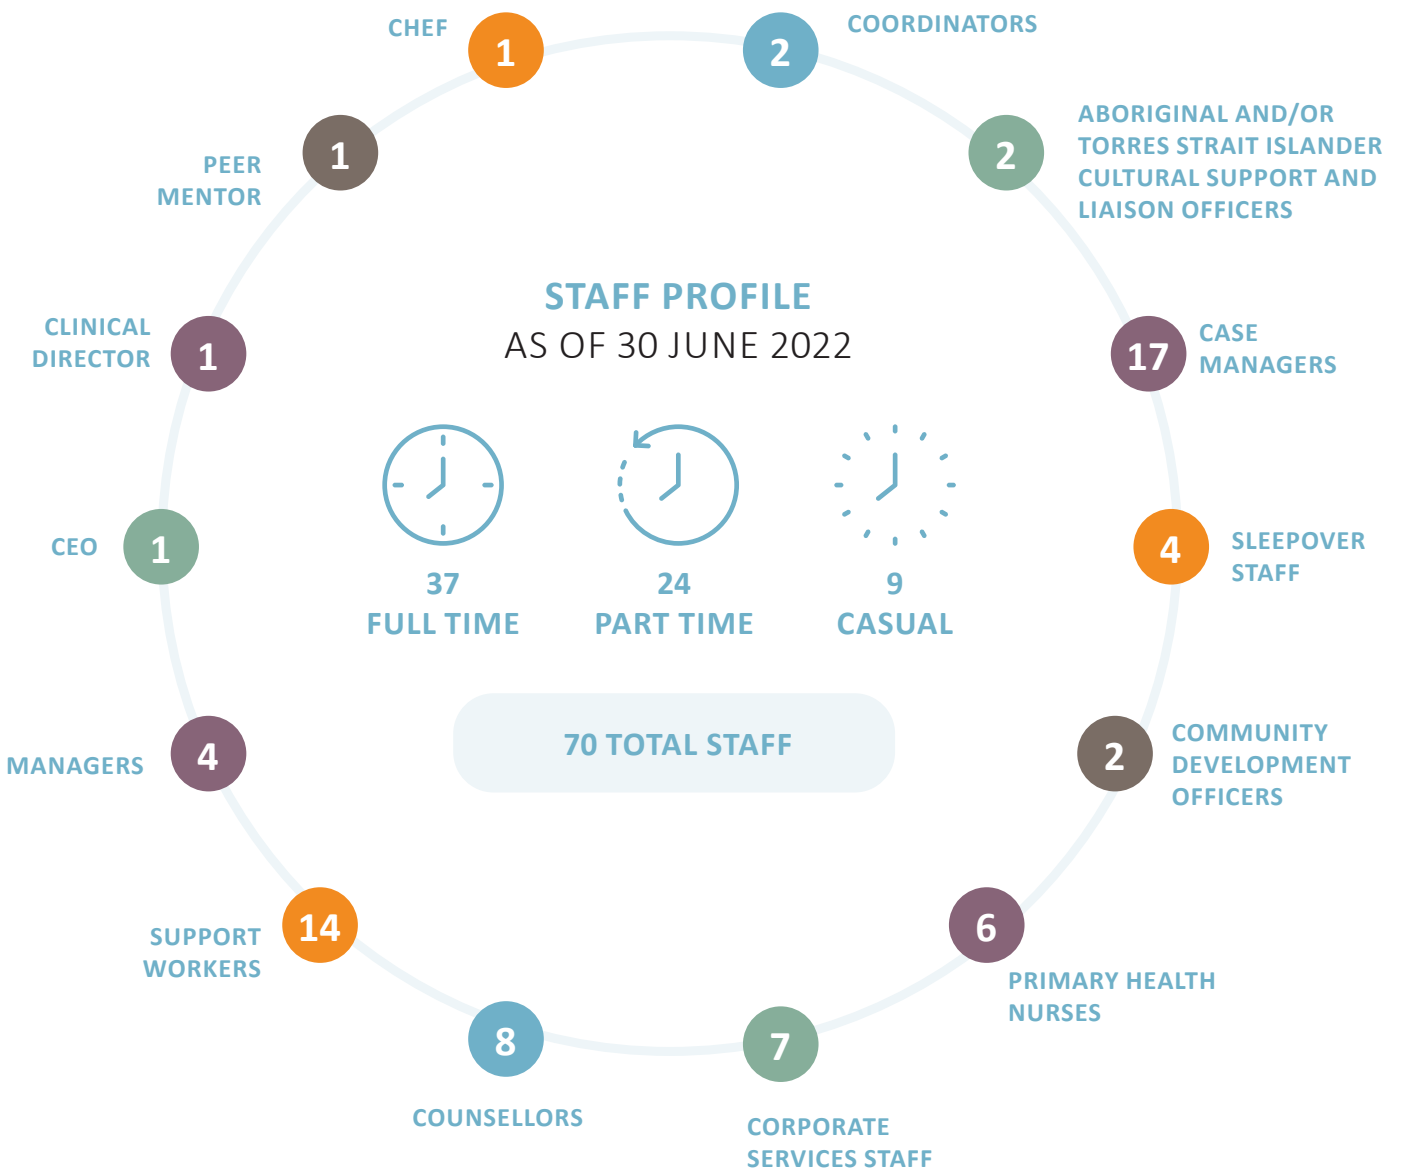 STAFF PROFILE
AS OF 30 JUNE 2022
37
FULL TIME
24
PART TIME
9
CASUAL
70 TOTAL STAFF
2
COORDINATORS
2
ABORIGINAL AND/OR
TORRES STRAIT ISLANDER
CULTURAL SUPPORT AND
LIAISON OFFICERS
17
CASE
MANAGERS
4
SLEEPOVER
STAFF
2
COMMUNITY
DEVELOPMENT
OFFICERS
6
PRIMARY HEALTH
NURSES
7
CORPORATE
SERVICES STAFF
8
COUNSELLORS
14
SUPPORT
WORKERS
4
MANAGERS
1
CEO
1
CLINICAL
DIRECTOR
1
PEER
MENTOR
1
CHEF